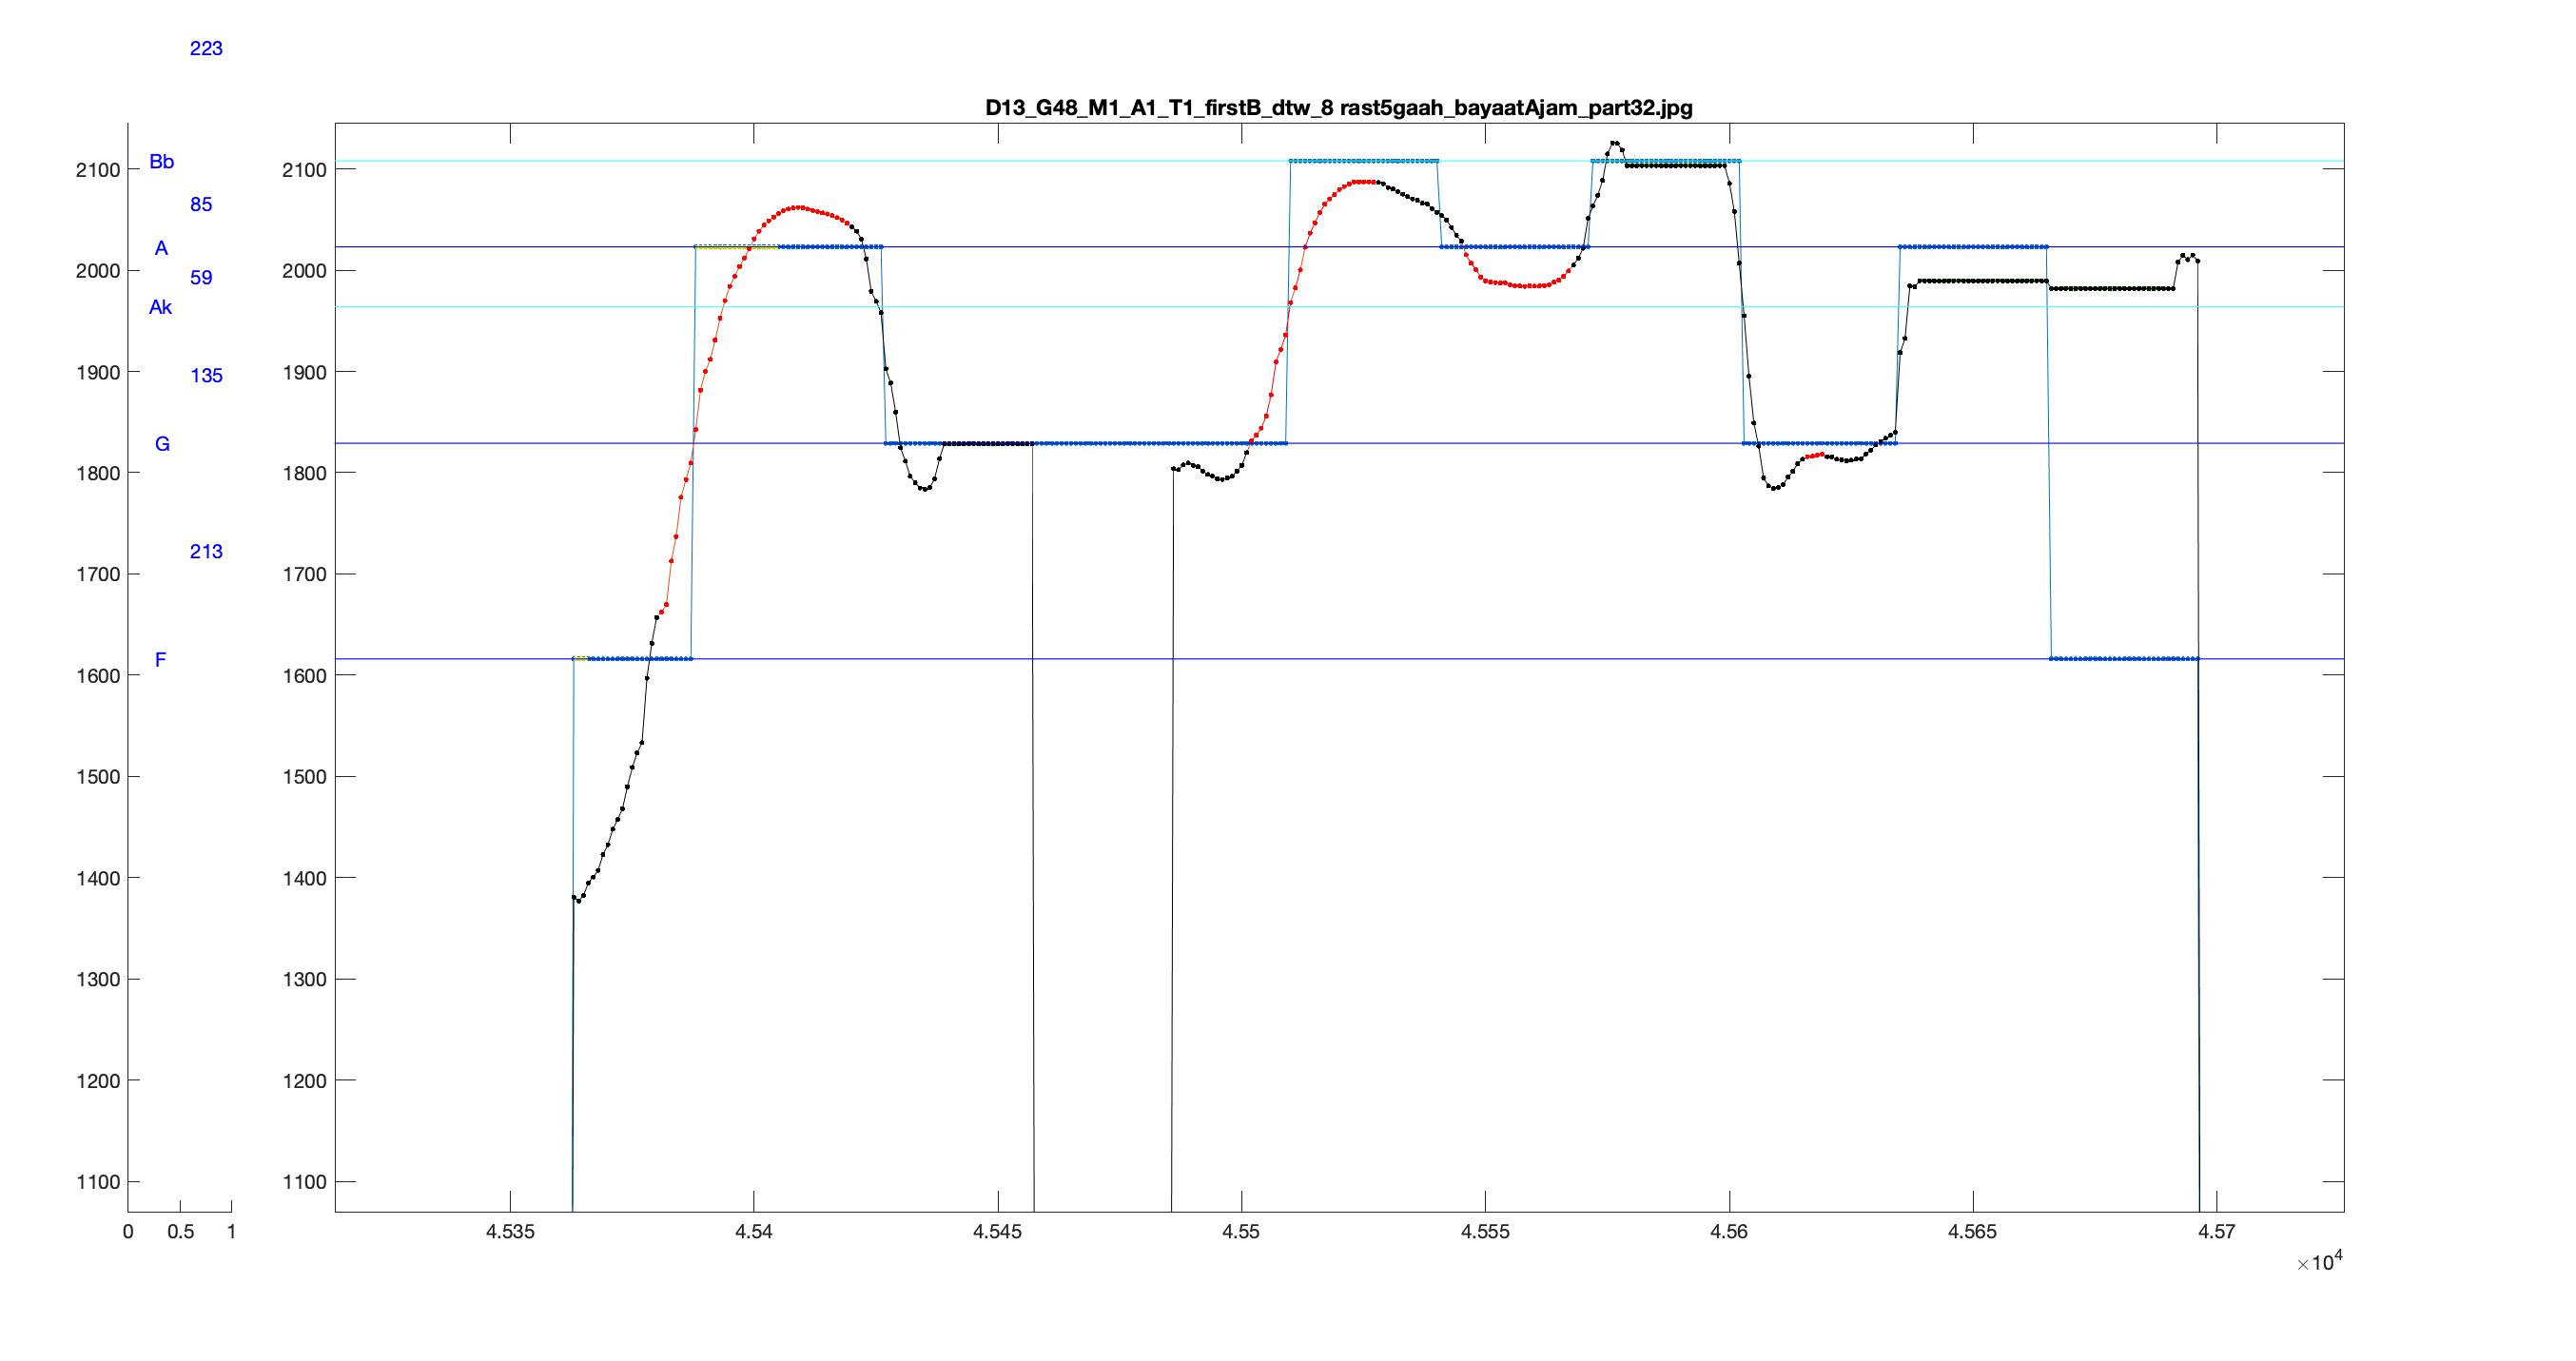 223
D13_G48_M1_A1_T1_firstB_dtw_8 rast5gaah_bayaatAjam_part32.jpg
2100 Bb 2100
85
A
2000 59 2000
Ak
1900 135 1900
G
1800 1800
213
1700 1700
F
1600 1600
1500 1500
1400 1400
1300 1300
1200 1200
1100 1100
0 0.5 1 4.535 4.54 4.545 4.55 4.555 4.56 4.565 4.57
×10^4